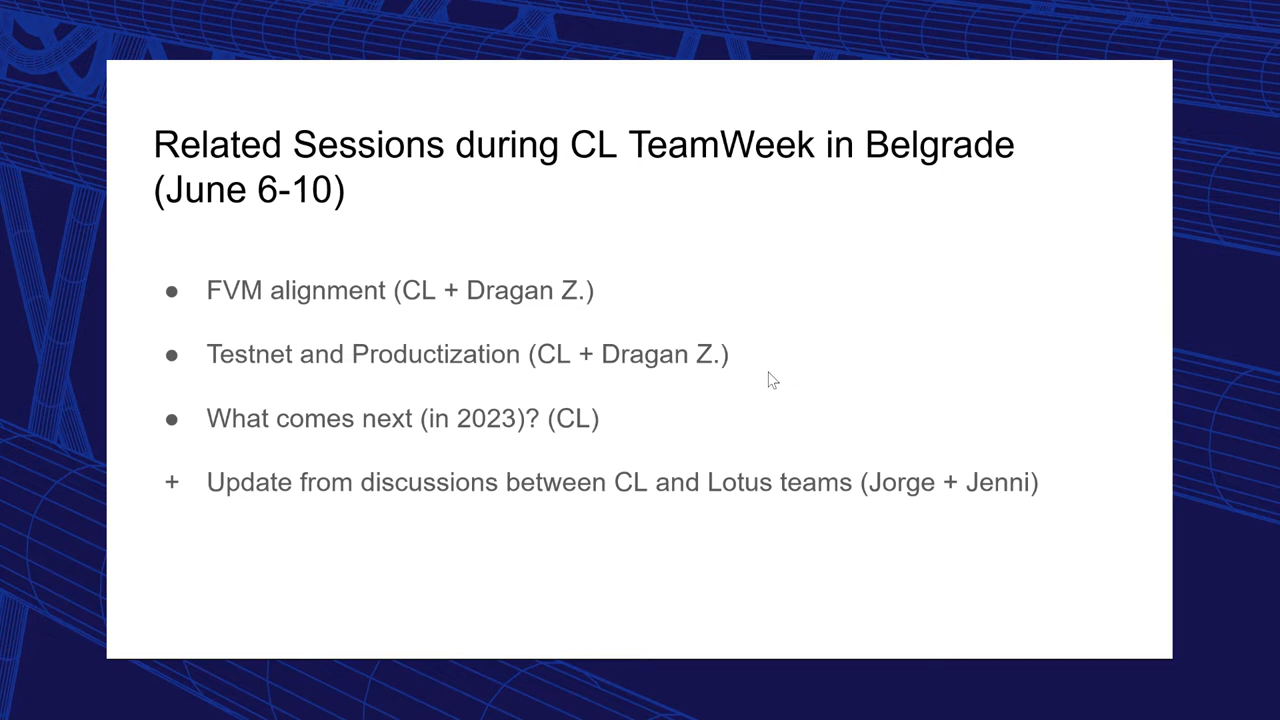 Related Sessions during CL TeamWeek in Belgrade
(June 6-10)
● FVM alignment (CL + Dragan Z.)
● Testnet and Productization (CL + Dragan Z.)
● What comes next (in 2023)? (CL)
+ Update from discussions between CL and Lotus teams (Jorge + Jenni)